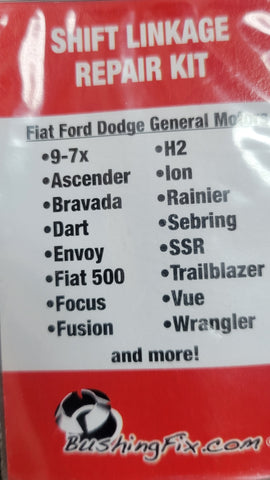 SHIFT LINKAGE
REPAIR KIT
Fiat Ford Dodge General Motors
•9-7x
•Ascender
•Bravada
•Dart
•Envoy
•Fiat 500
•Focus
•Fusion
•H2
•Ion
•Rainier
•Sebring
•SSR
•Trailblazer
•Vue
•Wrangler
and more!
BushingFix.com